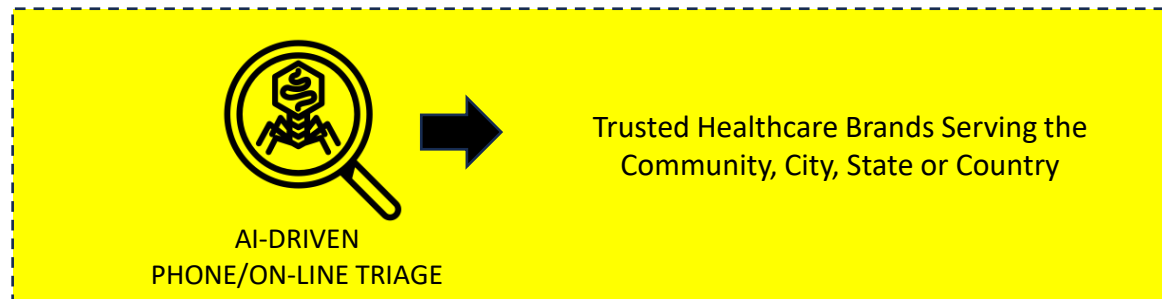 AI-DRIVEN
PHONE/ON-LINE TRIAGE
Trusted Healthcare Brands Serving the
Community, City, State or Country